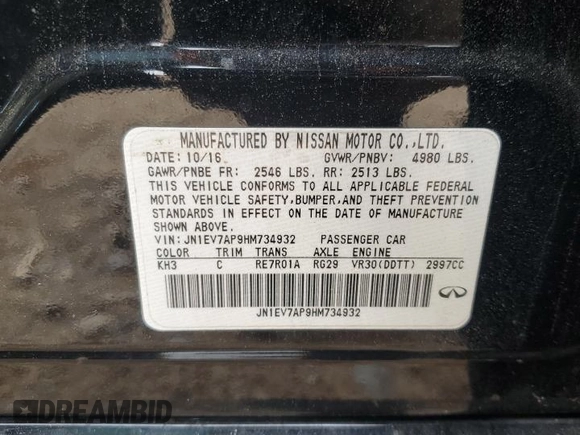 MANUFACTURED BY NISSAN MOTOR CO.,LTD.
DATE: 10/16 GVWR/PNBV: 4980 LBS.
GAWR/PNBE FR: 2546 LBS. RR: 2513 LBS.
THIS VEHICLE CONFORMS TO ALL APPLICABLE FEDERAL
MOTOR VEHICLE SAFETY,BUMPER,AND THEFT PREVENTION
STANDARDS IN EFFECT ON THE DATE OF MANUFACTURE
SHOWN ABOVE.
VIN: JN1EV7AP9HM734932 PASSENGER CAR
COLOR TRIM TRANS AXLE ENGINE
KH3 C RE7R01A RG29 VR30(DDTT) 2997CC
JN1EV7AP9HM734932
INFINITI
DREAMBID